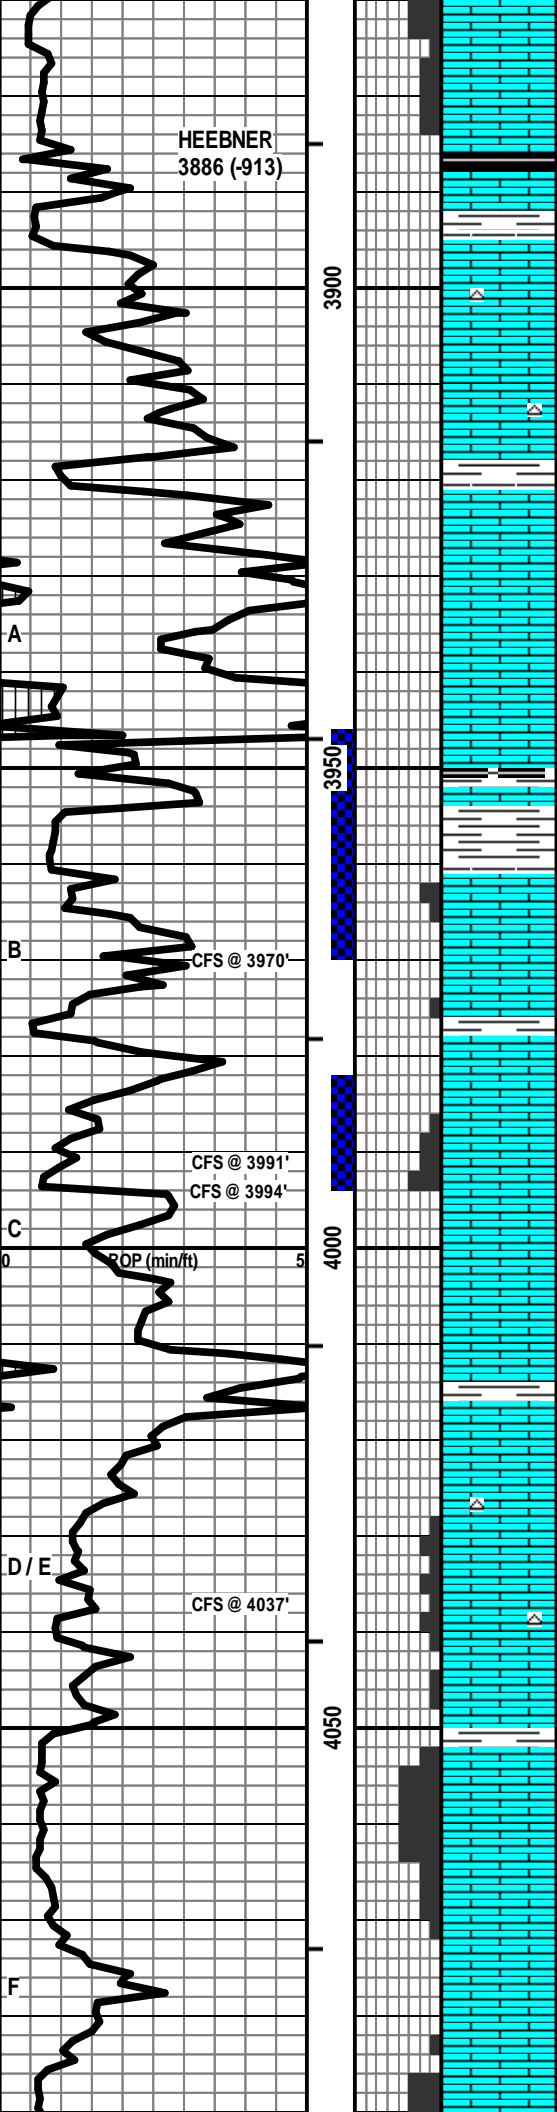 HEEBNER
3886 (-913)
3900
A
3950
B
CFS @ 3970'
CFS @ 3991'
CFS @ 3994'
C
4000
0 ROP (min/ft) 5
D / E
CFS @ 4037'
4050
F